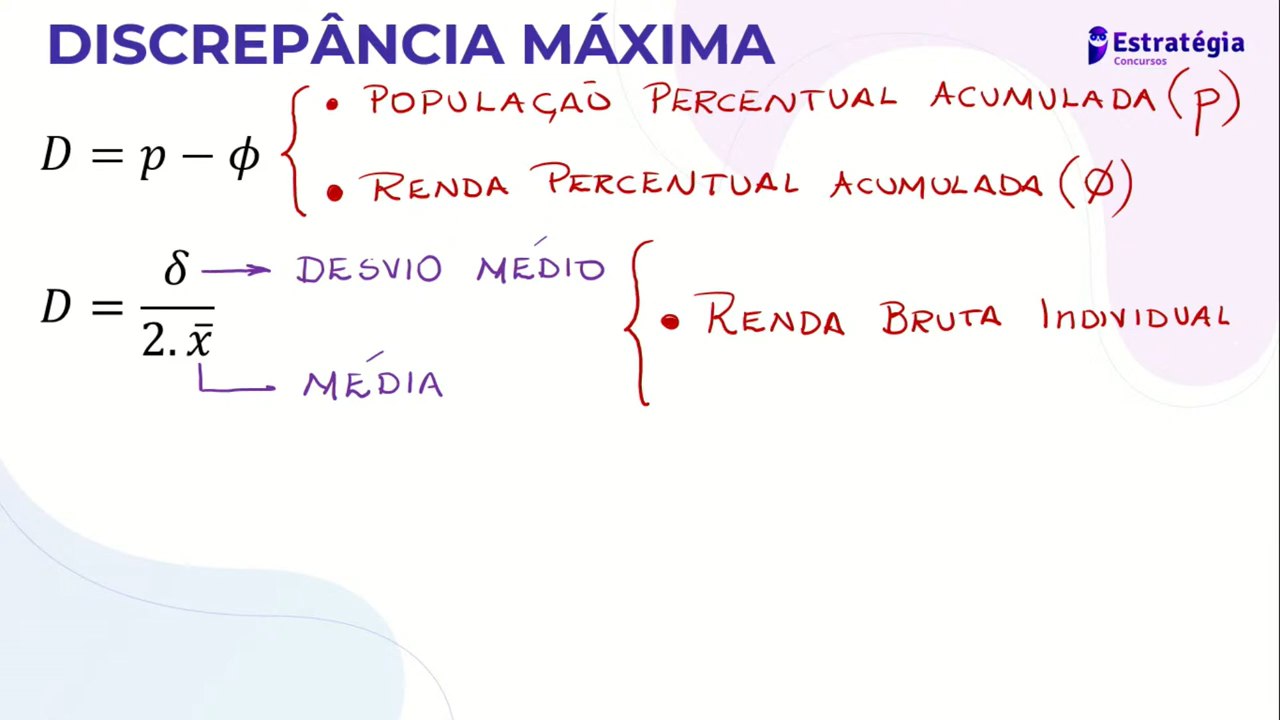 DISCREPÂNCIA MÁXIMA
Estratégia
Concursos
• POPULAÇÃO PERCENTUAL ACUMULADA (p)
D = p − ϕ
• RENDA PERCENTUAL ACUMULADA (ϕ)
D = δ / 2. x̄
DESVIO MÉDIO
• RENDA BRUTA INDIVIDUAL
MÉDIA